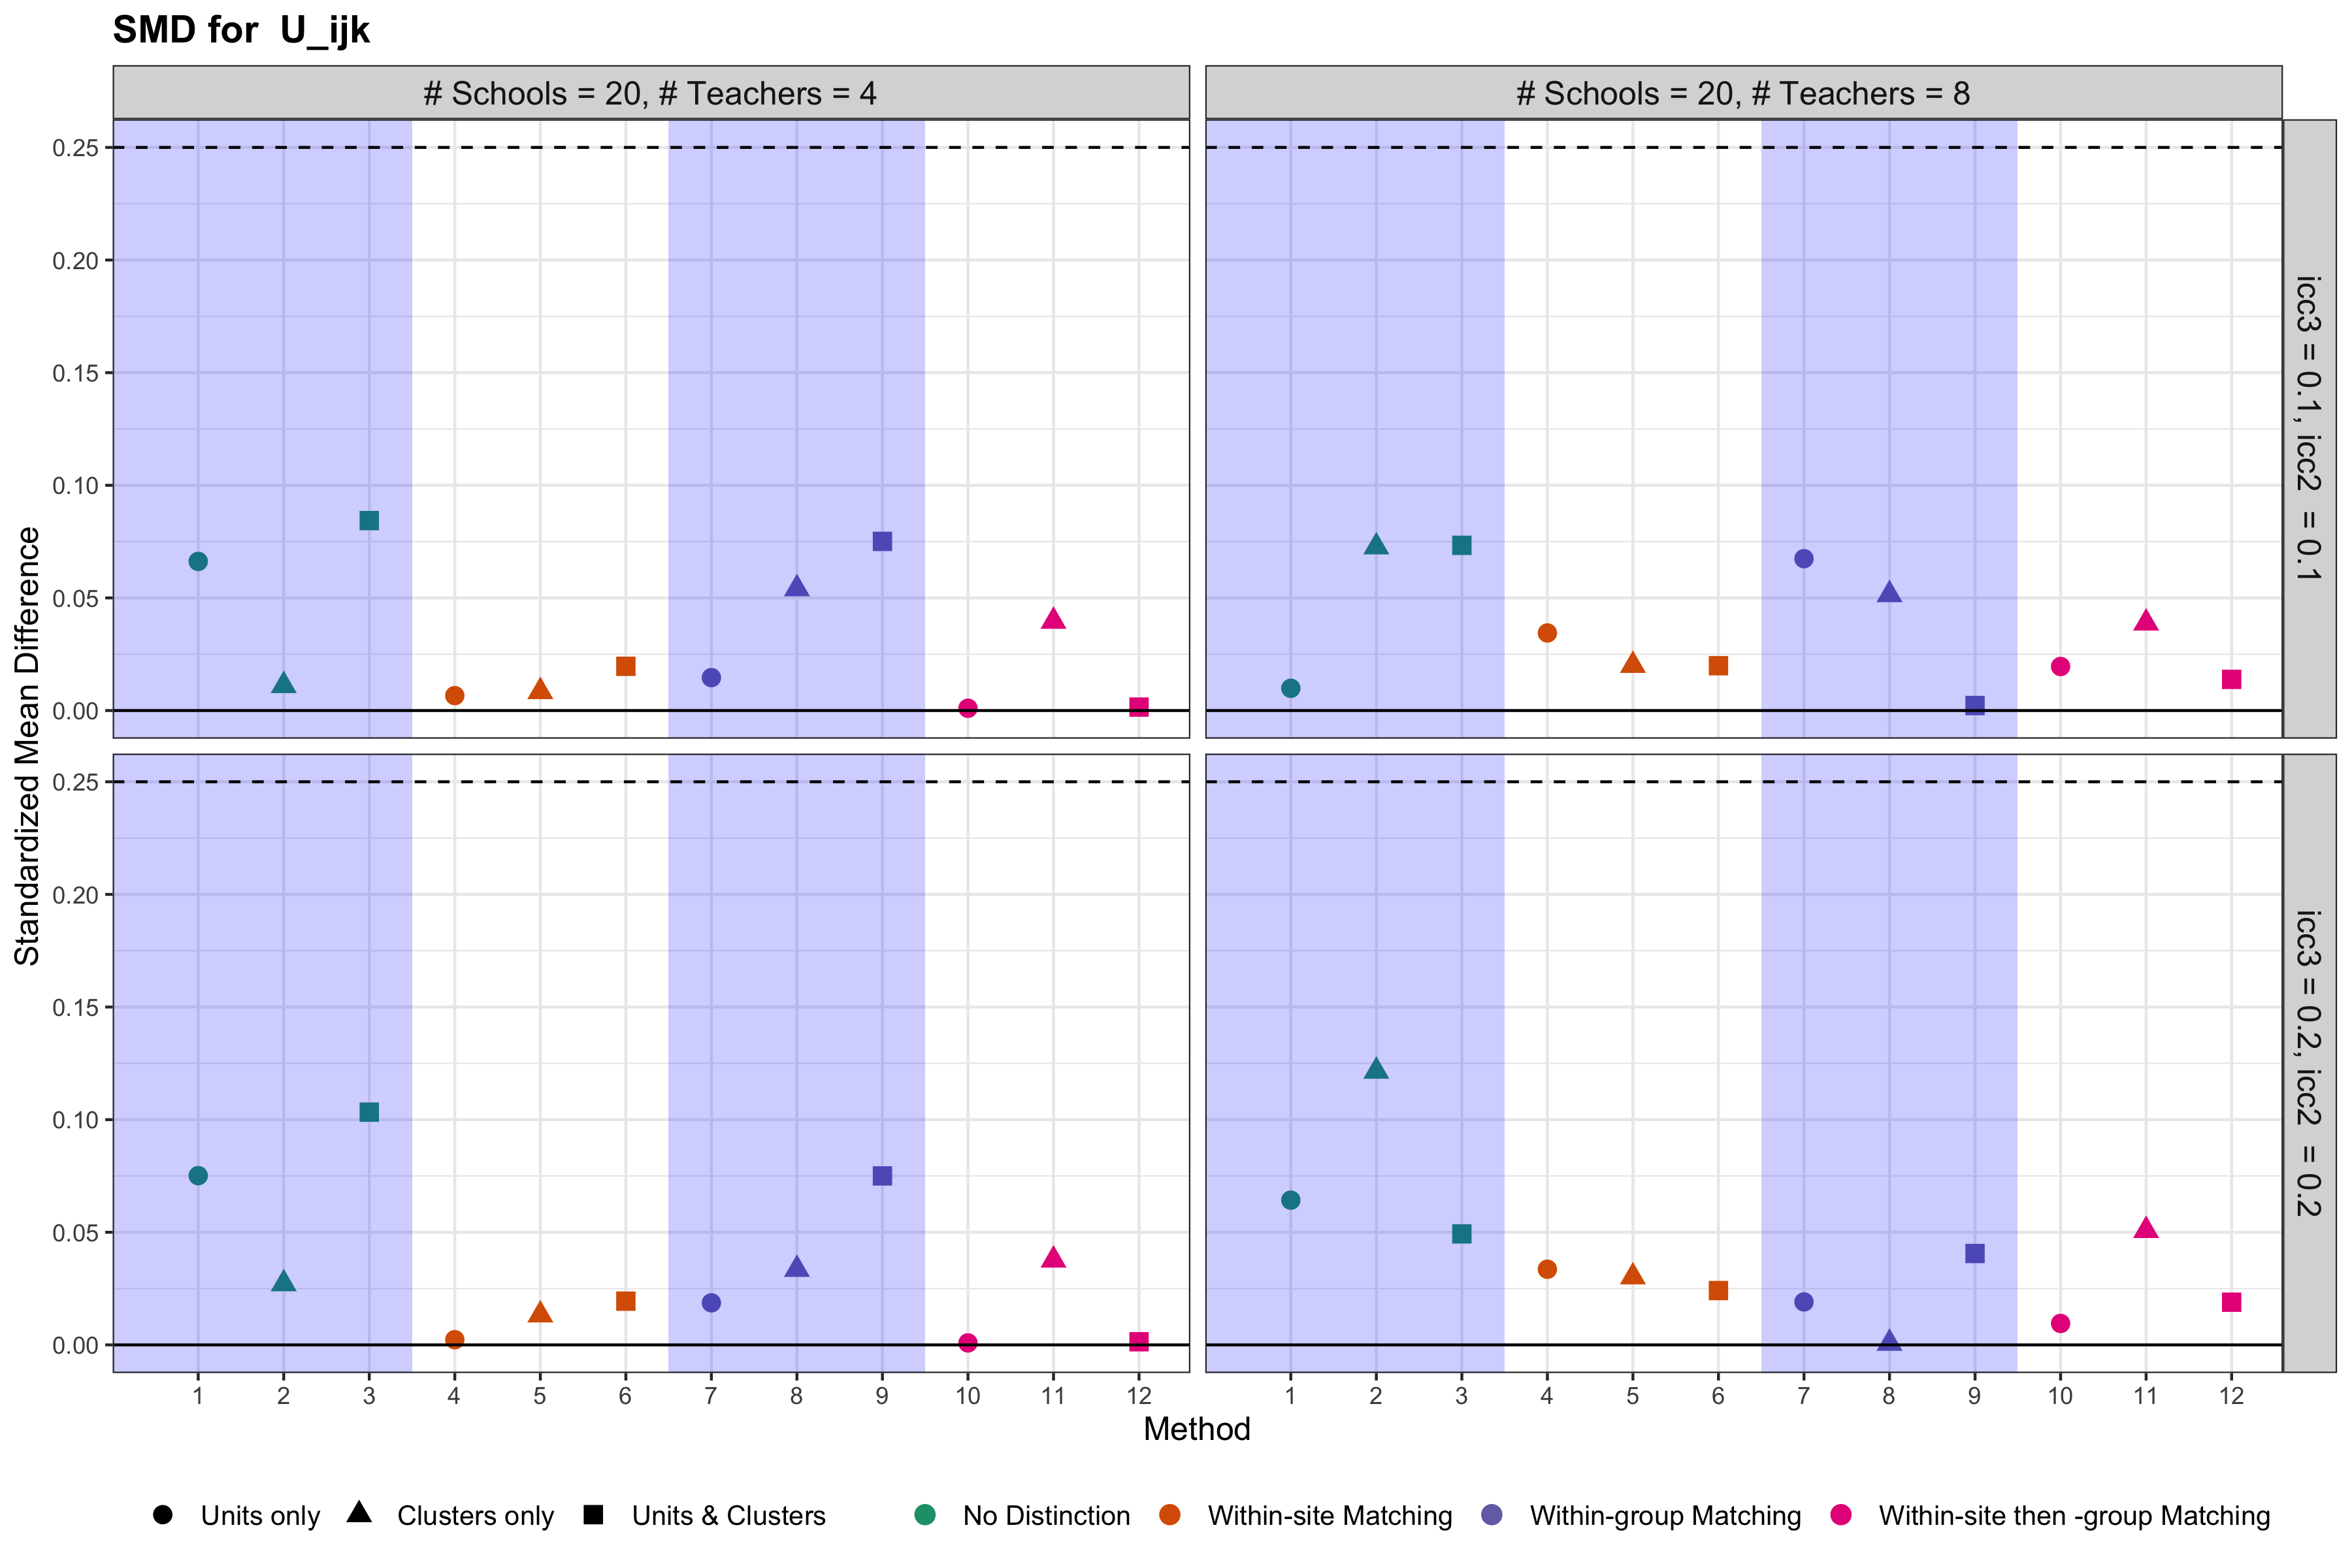 SMD for  U_ijk
# Schools = 20, # Teachers = 4
# Schools = 20, # Teachers = 8
Standardized Mean Difference
0.25
0.20
0.15
0.10
0.05
0.00
icc3 = 0.1, icc2  = 0.1
0.25
0.20
0.15
0.10
0.05
0.00
icc3 = 0.2, icc2  = 0.2
1 2 3 4 5 6 7 8 9 10 11 12
1 2 3 4 5 6 7 8 9 10 11 12
Method
Units only Clusters only Units & Clusters No Distinction Within-site Matching Within-group Matching Within-site then -group Matching